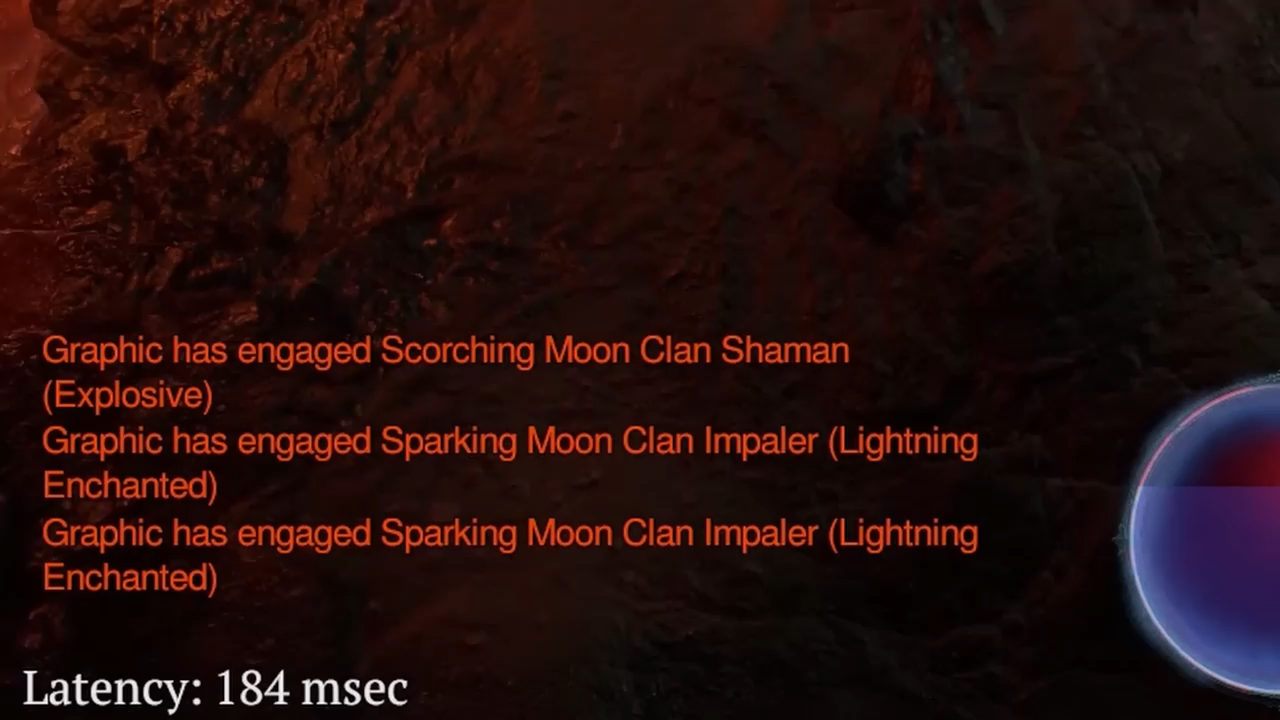 Graphic has engaged Scorching Moon Clan Shaman
(Explosive)
Graphic has engaged Sparking Moon Clan Impaler (Lightning
Enchanted)
Graphic has engaged Sparking Moon Clan Impaler (Lightning
Enchanted)
Latency: 184 msec